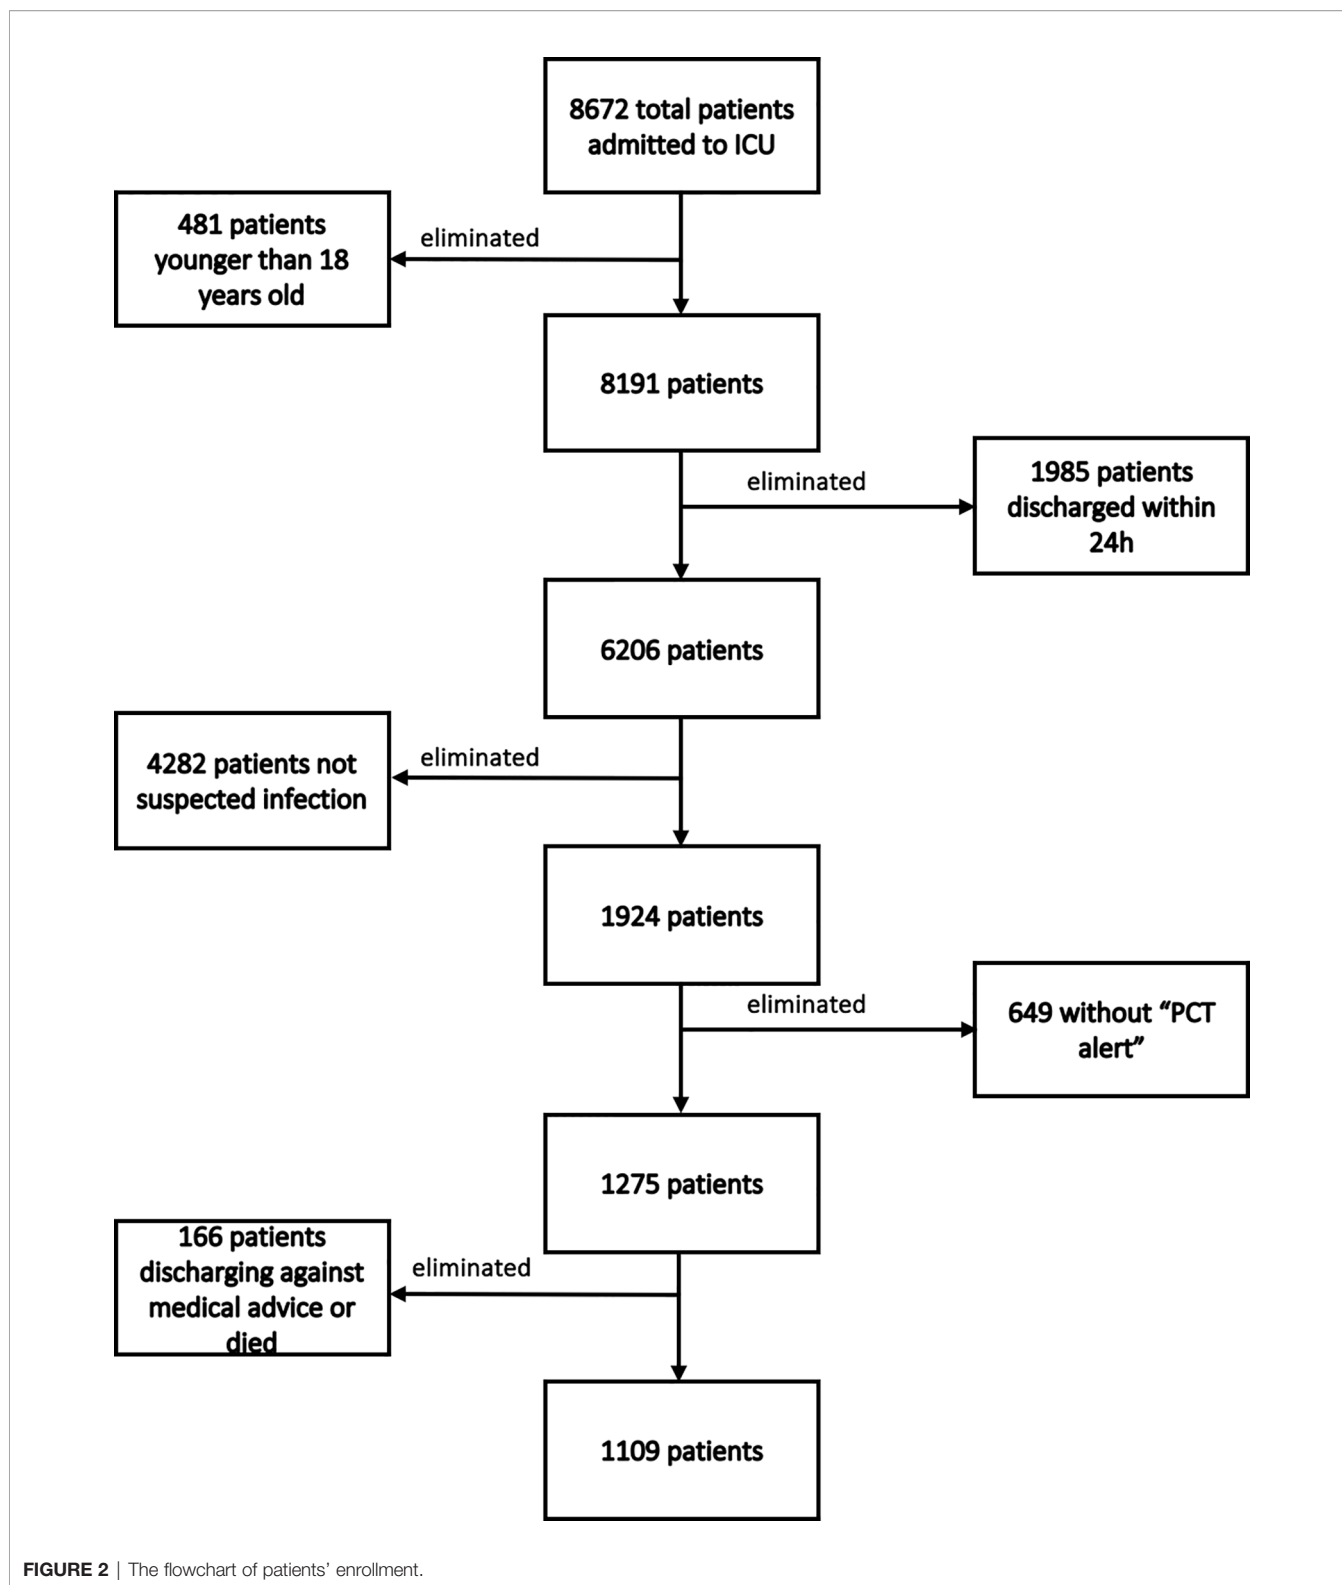 8672 total patients
admitted to ICU
481 patients
younger than 18
years old
eliminated
8191 patients
eliminated
1985 patients
discharged within
24h
6206 patients
4282 patients not
suspected infection
eliminated
1924 patients
eliminated
649 without “PCT
alert”
1275 patients
166 patients
discharging against
medical advice or
died
eliminated
1109 patients
FIGURE 2 | The flowchart of patients’ enrollment.